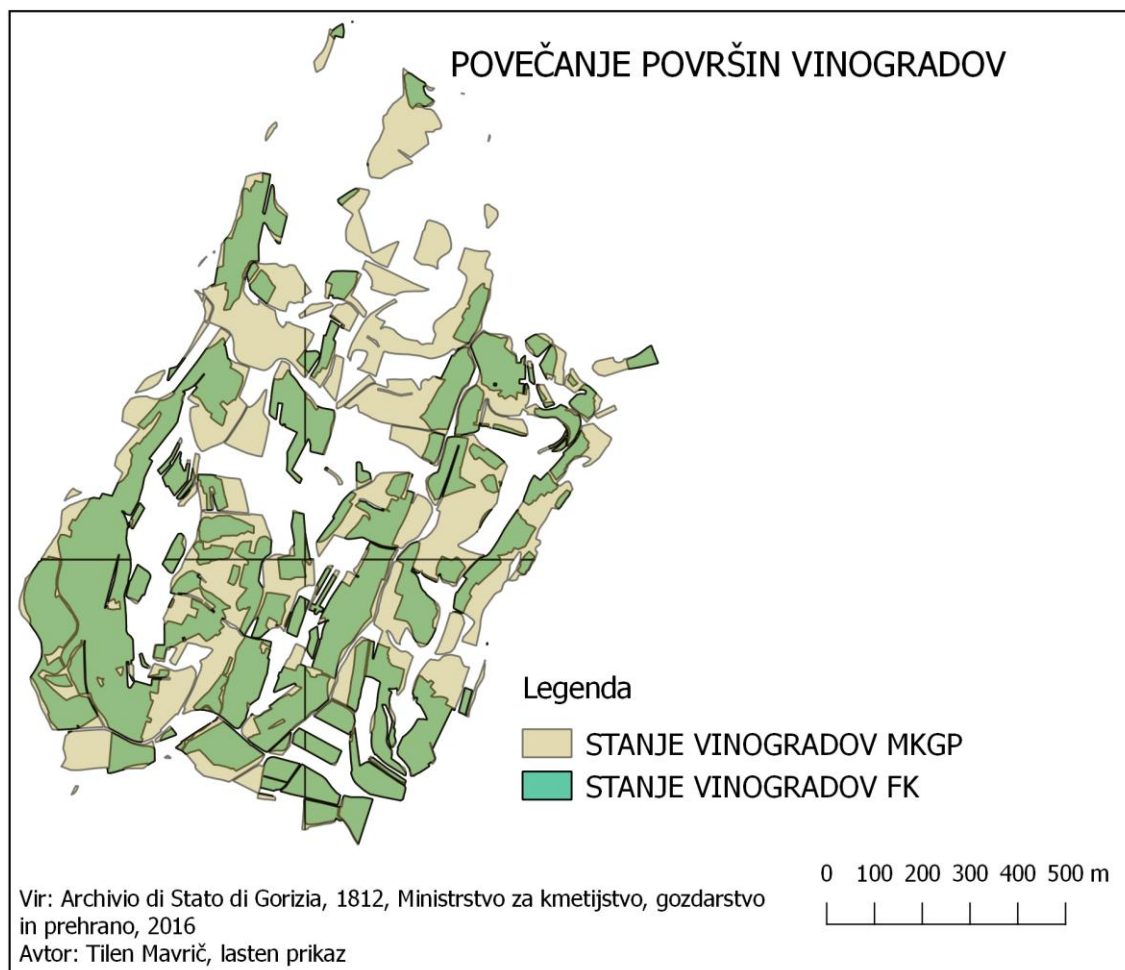 POVEČANJE POVRŠIN VINOGRADOV
Legenda
STANJE VINOGRADOV MKGP
STANJE VINOGRADOV FK
0 100 200 300 400 500 m
Vir: Archivio di Stato di Gorizia, 1812, Ministrstvo za kmetijstvo, gozdarstvo
in prehrano, 2016
Avtor: Tilen Mavrič, lasten prikaz